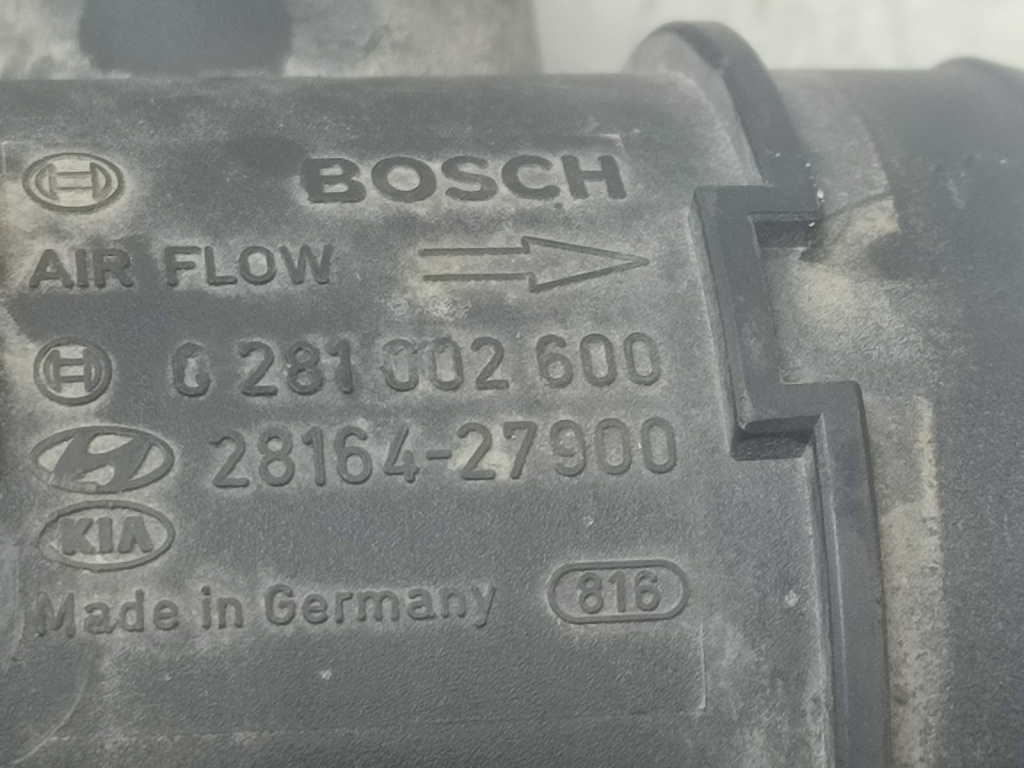 BOSCH
AIR FLOW
0 281 002 600
28164-27900
KIA
Made in Germany 816